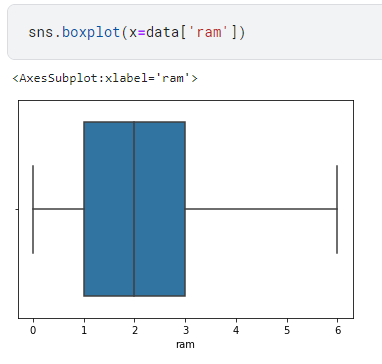 sns.boxplot(x=data['ram'])
<AxesSubplot:xlabel='ram'>
0 1 2 3 4 5 6
ram